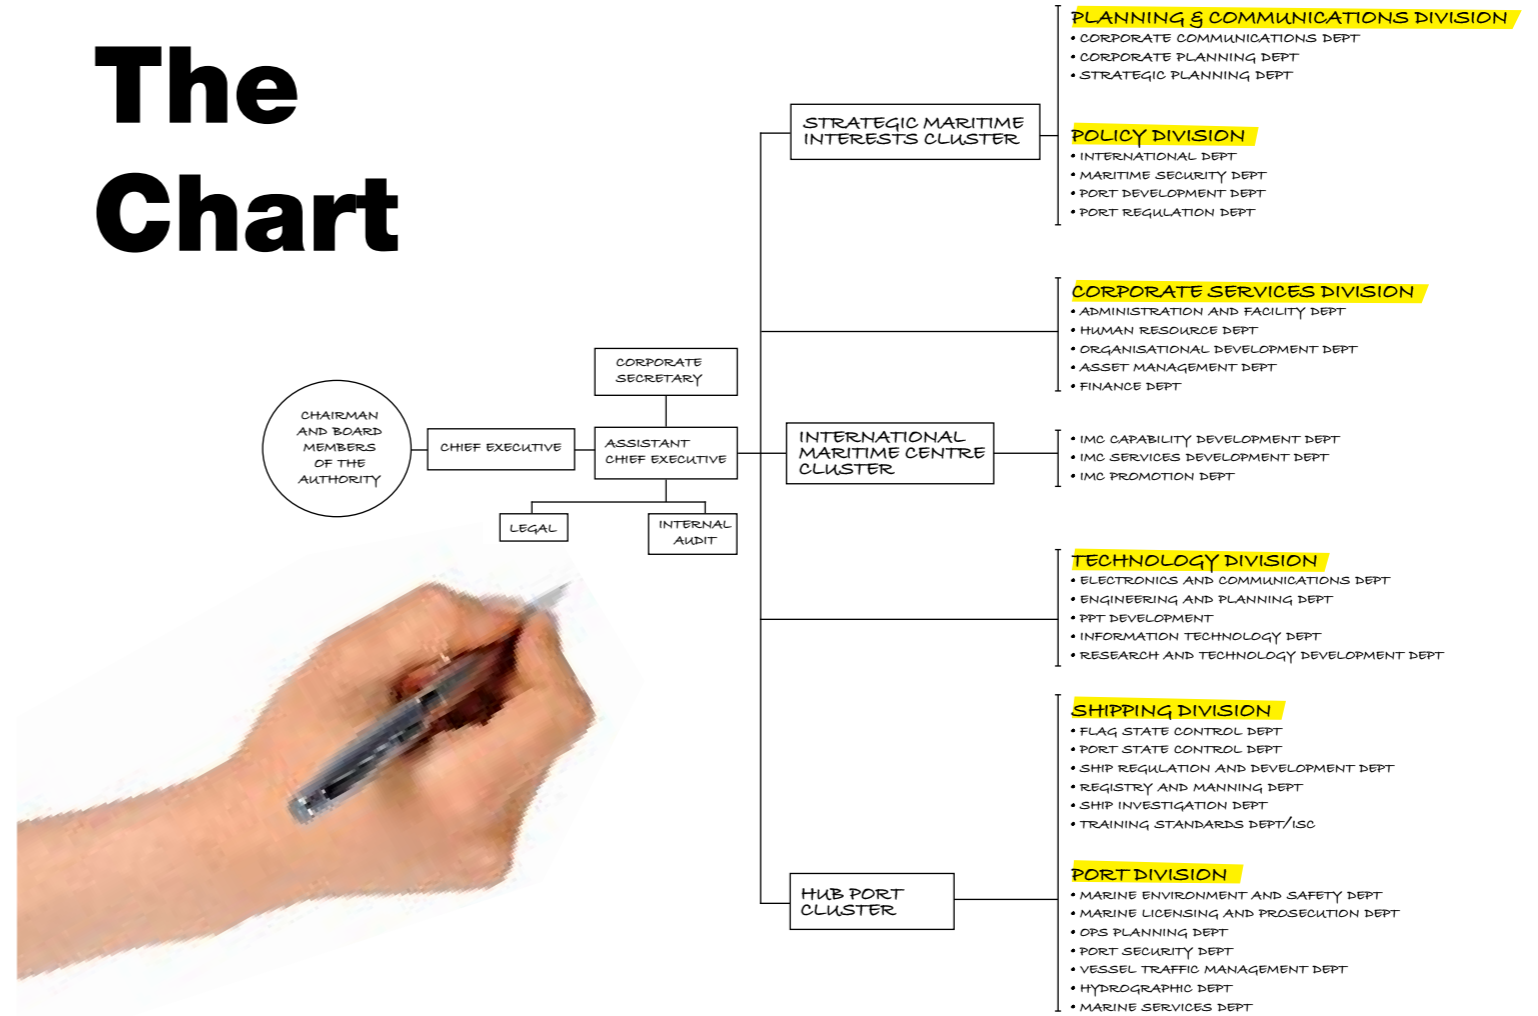 The
Chart
CHAIRMAN
AND BOARD
MEMBERS
OF THE
AUTHORITY
CHIEF EXECUTIVE
CORPORATE
SECRETARY
ASSISTANT
CHIEF EXECUTIVE
LEGAL
INTERNAL
AUDIT
STRATEGIC MARITIME
INTERESTS CLUSTER
PLANNING & COMMUNICATIONS DIVISION
• CORPORATE COMMUNICATIONS DEPT
• CORPORATE PLANNING DEPT
• STRATEGIC PLANNING DEPT
POLICY DIVISION
• INTERNATIONAL DEPT
• MARITIME SECURITY DEPT
• PORT DEVELOPMENT DEPT
• PORT REGULATION DEPT
CORPORATE SERVICES DIVISION
• ADMINISTRATION AND FACILITY DEPT
• HUMAN RESOURCE DEPT
• ORGANISATIONAL DEVELOPMENT DEPT
• ASSET MANAGEMENT DEPT
• FINANCE DEPT
INTERNATIONAL
MARITIME CENTRE
CLUSTER
• IMC CAPABILITY DEVELOPMENT DEPT
• IMC SERVICES DEVELOPMENT DEPT
• IMC PROMOTION DEPT
TECHNOLOGY DIVISION
• ELECTRONICS AND COMMUNICATIONS DEPT
• ENGINEERING AND PLANNING DEPT
• PPT DEVELOPMENT
• INFORMATION TECHNOLOGY DEPT
• RESEARCH AND TECHNOLOGY DEVELOPMENT DEPT
SHIPPING DIVISION
• FLAG STATE CONTROL DEPT
• PORT STATE CONTROL DEPT
• SHIP REGULATION AND DEVELOPMENT DEPT
• REGISTRY AND MANNING DEPT
• SHIP INVESTIGATION DEPT
• TRAINING STANDARDS DEPT/ISC
HUB PORT
CLUSTER
PORT DIVISION
• MARINE ENVIRONMENT AND SAFETY DEPT
• MARINE LICENSING AND PROSECUTION DEPT
• OPS PLANNING DEPT
• PORT SECURITY DEPT
• VESSEL TRAFFIC MANAGEMENT DEPT
• HYDROGRAPHIC DEPT
• MARINE SERVICES DEPT